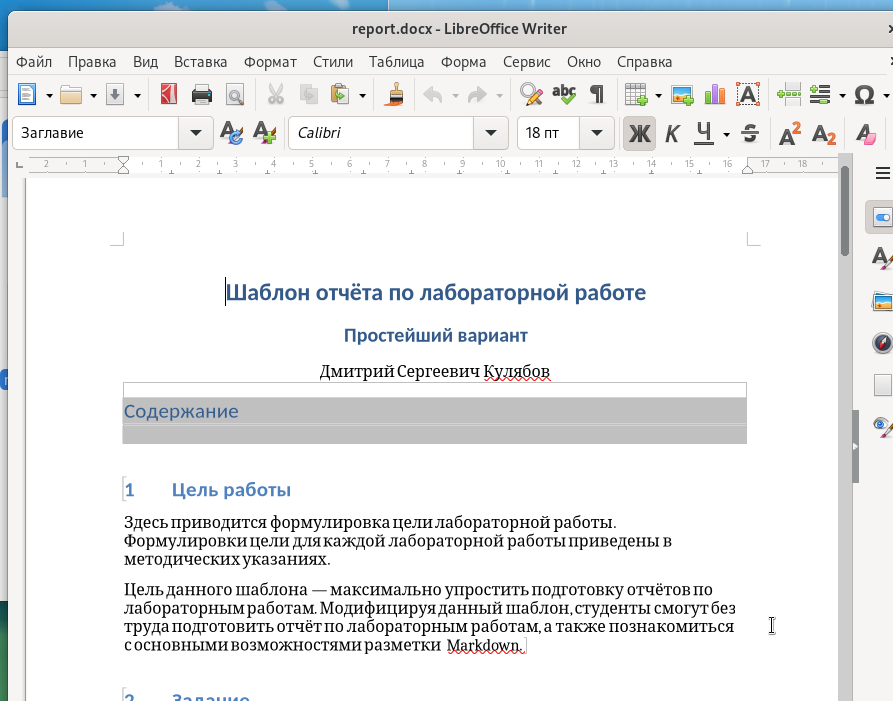 report.docx - LibreOffice Writer
Файл Правка Вид Вставка Формат Стили Таблица Форма Сервис Окно Справка
Заглавие Calibri 18 пт Ж К Ч S A2 A2 A
2 1 1 2 3 4 5 6 7 8 9 10 11 12 13 14 15 16 17 18
Шаблон отчёта по лабораторной работе
Простейший вариант
Дмитрий Сергеевич Кулябов
Содержание
1 Цель работы
Здесь приводится формулировка цели лабораторной работы.
Формулировки цели для каждой лабораторной работы приведены в
методических указаниях.
Цель данного шаблона — максимально упростить подготовку отчётов по
лабораторным работам. Модифицируя данный шаблон, студенты смогут без
труда подготовить отчёт по лабораторным работам, а также познакомиться
с основными возможностями разметки Markdown.
2 Задание